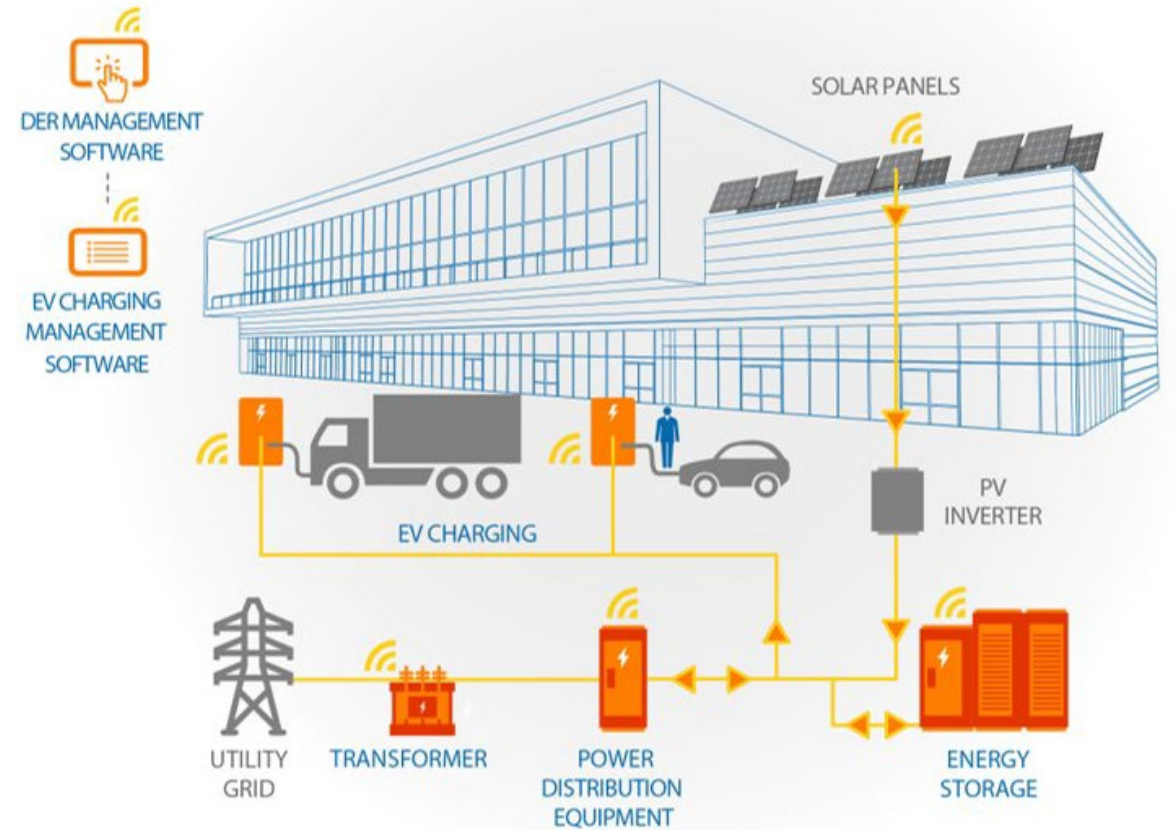 DER MANAGEMENT
SOFTWARE
EV CHARGING
MANAGEMENT
SOFTWARE
SOLAR PANELS
PV
INVERTER
EV CHARGING
UTILITY
GRID
TRANSFORMER
POWER
DISTRIBUTION
EQUIPMENT
ENERGY
STORAGE